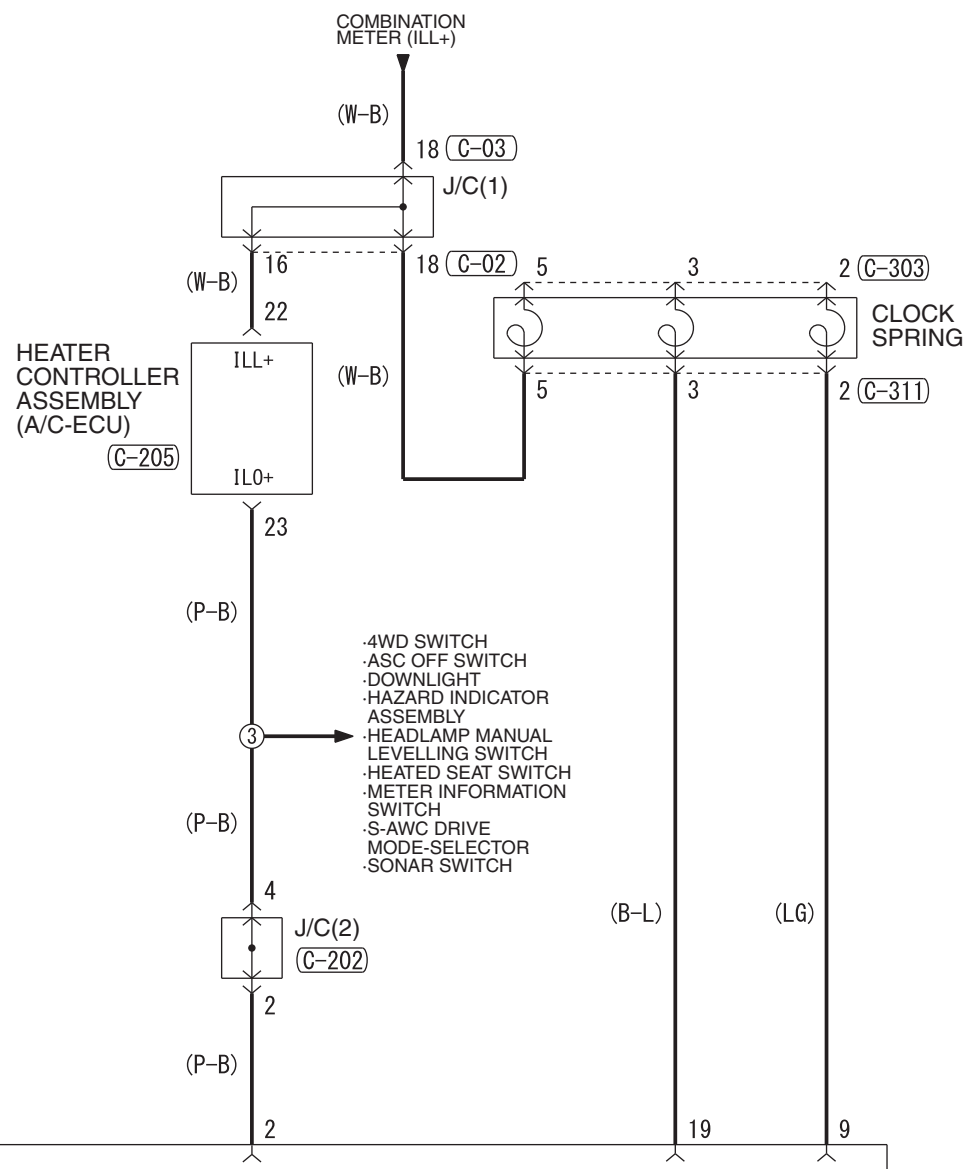 COMBINATION
METER (ILL+)
(W-B)
18 C-03
J/C(1)
16
18 C-02
5
3
2 C-303
(W-B)
22
CLOCK
SPRING
HEATER
CONTROLLER
ASSEMBLY
(A/C-ECU)
C-205
ILL+
ILO+
(W-B)
5
3
2 C-311
23
(P-B)
·4WD SWITCH
·ASC OFF SWITCH
·DOWNLIGHT
·HAZARD INDICATOR
ASSEMBLY
·HEADLAMP MANUAL
LEVELLING SWITCH
·HEATED SEAT SWITCH
·METER INFORMATION
SWITCH
·S-AWC DRIVE
MODE-SELECTOR
·SONAR SWITCH
3
(P-B)
4
J/C(2)
C-202
(B-L)
(LG)
2
(P-B)
2
19
9